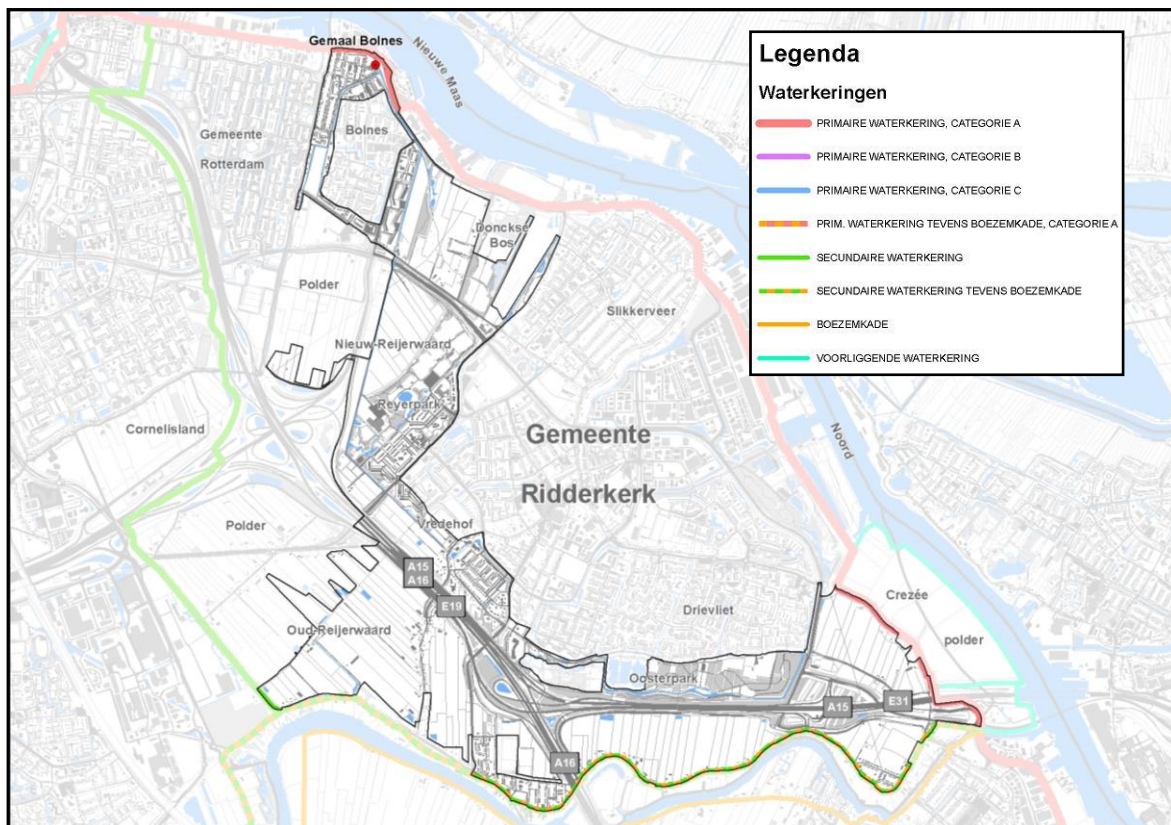 Gemaal Bolnes
Nieuwe Maas
Gemeente
Rotterdam
Bolnes
Donckse
Bos
Polder
Slikkerveer
Nieuw-Reijerwaard
Reyerpark
Cornelisland
Gemeente
Ridderkerk
Noord
Polder
Vredehof
A15
A16
E19
Oud-Reijerwaard
Drievliet
Crezée
polder
Oosterpark
A15
E31
A16
Legenda
Waterkeringen
PRIMAIRE WATERKERING, CATEGORIE A
PRIMAIRE WATERKERING, CATEGORIE B
PRIMAIRE WATERKERING, CATEGORIE C
PRIM. WATERKERING TEVENS BOEZEMKADE, CATEGORIE A
SECUNDAIRE WATERKERING
SECUNDAIRE WATERKERING TEVENS BOEZEMKADE
BOEZEMKADE
VOORLIGGENDE WATERKERING